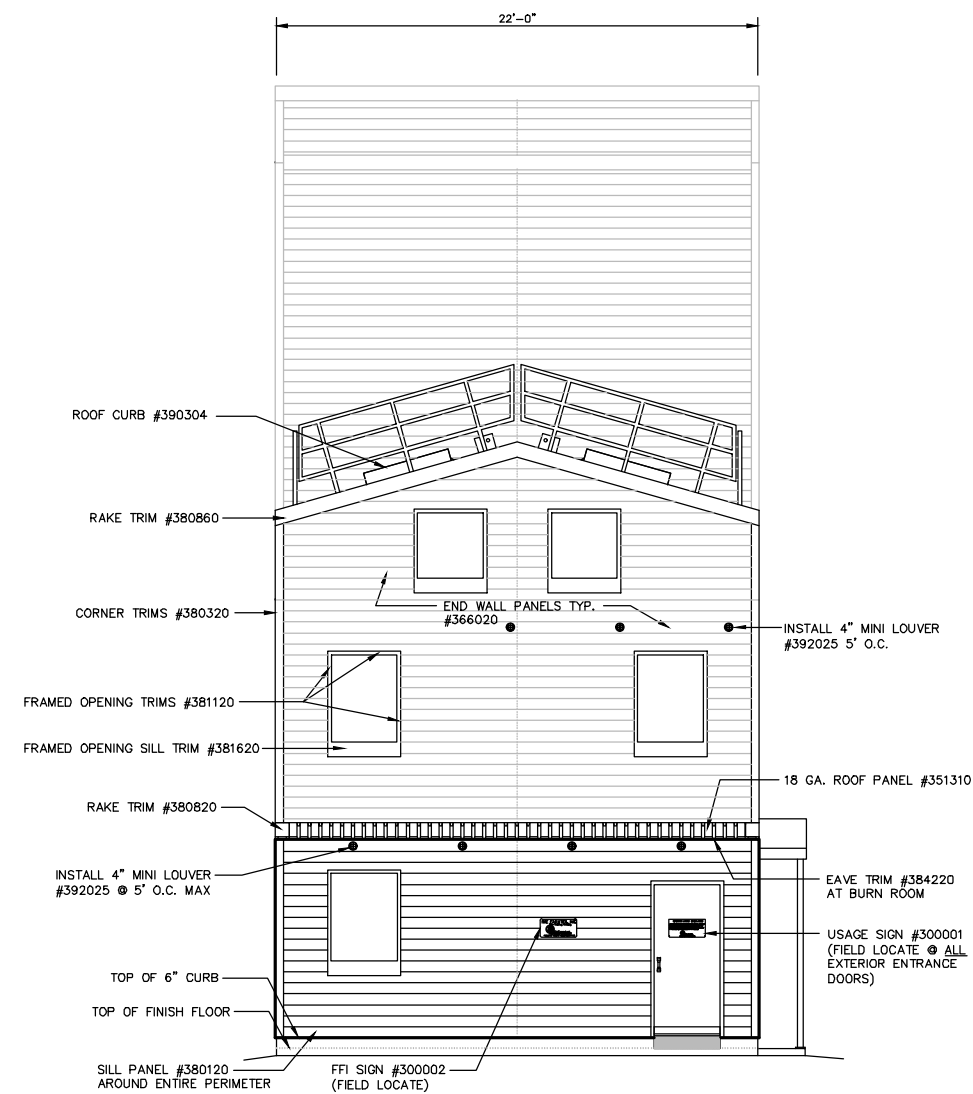 22'-0"
ROOF CURB #390304
RAKE TRIM #380860
CORNER TRIMS #380320
END WALL PANELS TYP.
#366020
INSTALL 4" MINI LOUVER
#392025 5' O.C.
FRAMED OPENING TRIMS #381120
FRAMED OPENING SILL TRIM #381620
18 GA. ROOF PANEL #351310
RAKE TRIM #380820
INSTALL 4" MINI LOUVER
#392025 @ 5' O.C. MAX
EAVE TRIM #384220
AT BURN ROOM
USAGE SIGN #300001
(FIELD LOCATE @ ALL
EXTERIOR ENTRANCE
DOORS)
TOP OF 6" CURB
TOP OF FINISH FLOOR
SILL PANEL #380120
AROUND ENTIRE PERIMETER
FFI SIGN #300002
(FIELD LOCATE)